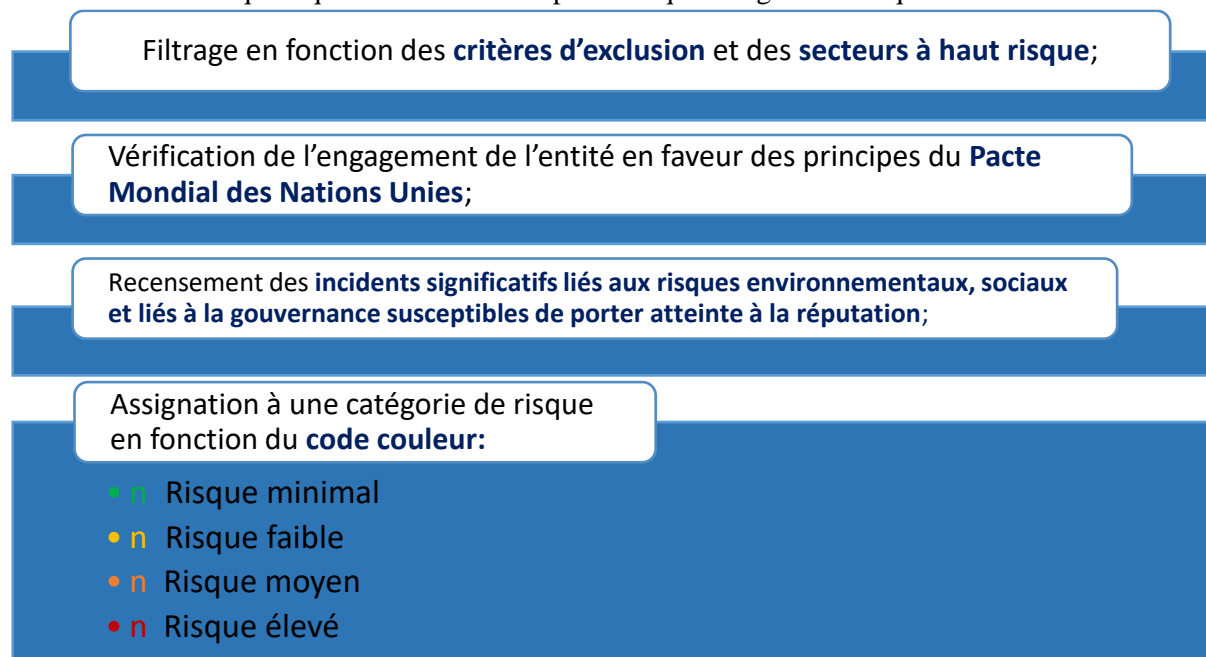 Filtrage en fonction des critères d’exclusion et des secteurs à haut risque;
Vérification de l’engagement de l’entité en faveur des principes du Pacte
Mondial des Nations Unies;
Recensement des incidents significatifs liés aux risques environnementaux, sociaux
et liés à la gouvernance susceptibles de porter atteinte à la réputation;
Assignation à une catégorie de risque
en fonction du code couleur:
• n Risque minimal
• n Risque faible
• n Risque moyen
• n Risque élevé